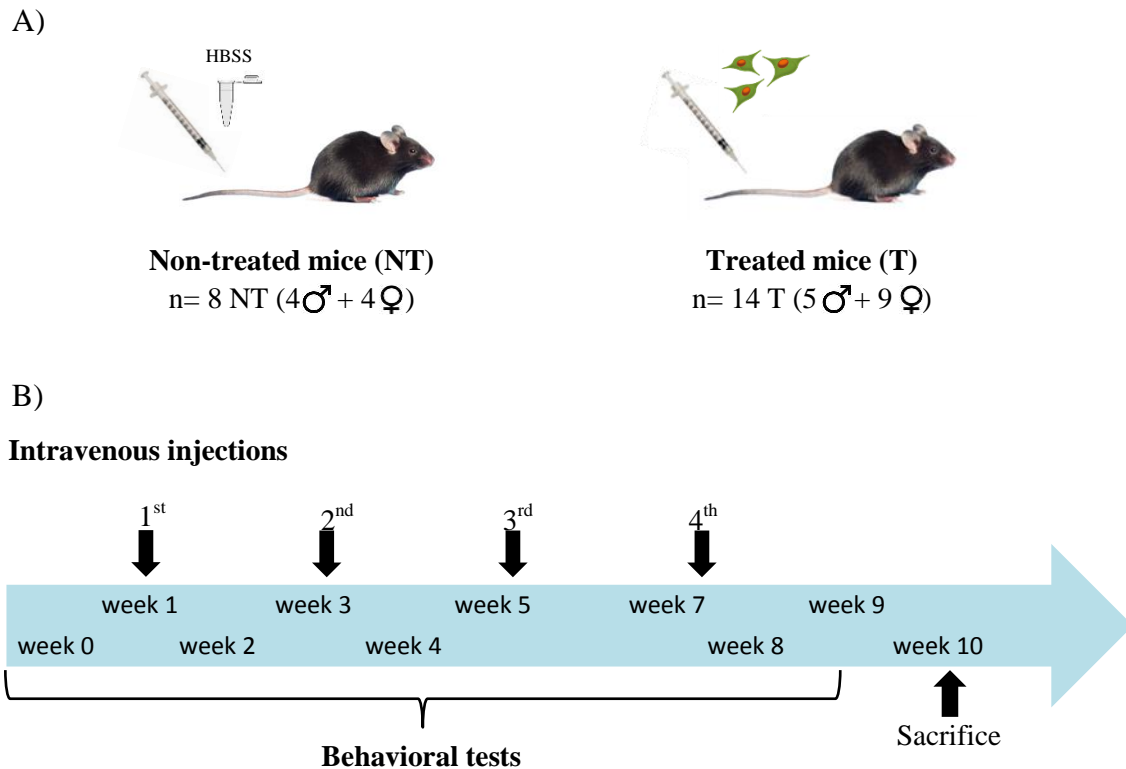 A)
HBSS
Non-treated mice (NT)
n= 8 NT (4♂ + 4♀)
Treated mice (T)
n= 14 T (5 ♂ + 9 ♀)
B)
Intravenous injections
1st
2nd
3rd
4th
week 1
week 3
week 5
week 7
week 9
week 0
week 2
week 4
week 8
week 10
Behavioral tests
Sacrifice